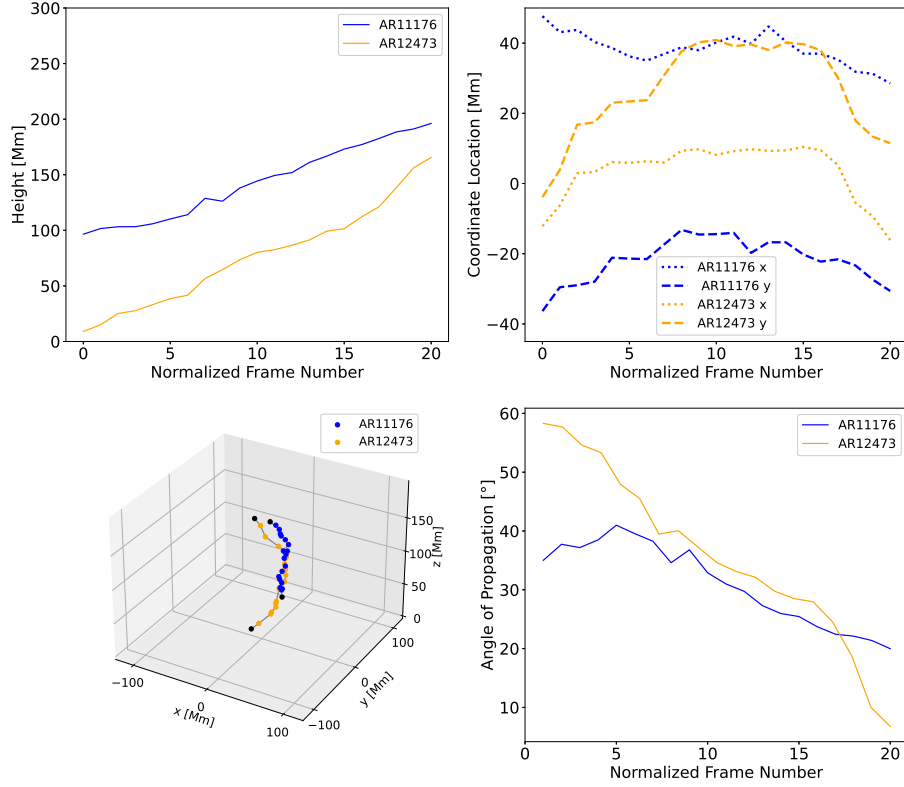 300
250
200
150
100
50
0
Height [Mm]
0
5
10
15
20
Normalized Frame Number
AR11176
AR12473
40
20
0
−20
−40
Coordinate Location [Mm]
0
5
10
15
20
Normalized Frame Number
AR11176 x
AR11176 y
AR12473 x
AR12473 y
AR11176
AR12473
−100
0
100
x [Mm]
−100
0
100
y [Mm]
0
50
100
150
z [Mm]
60
50
40
30
20
10
Angle of Propagation [°]
0
5
10
15
20
Normalized Frame Number
AR11176
AR12473